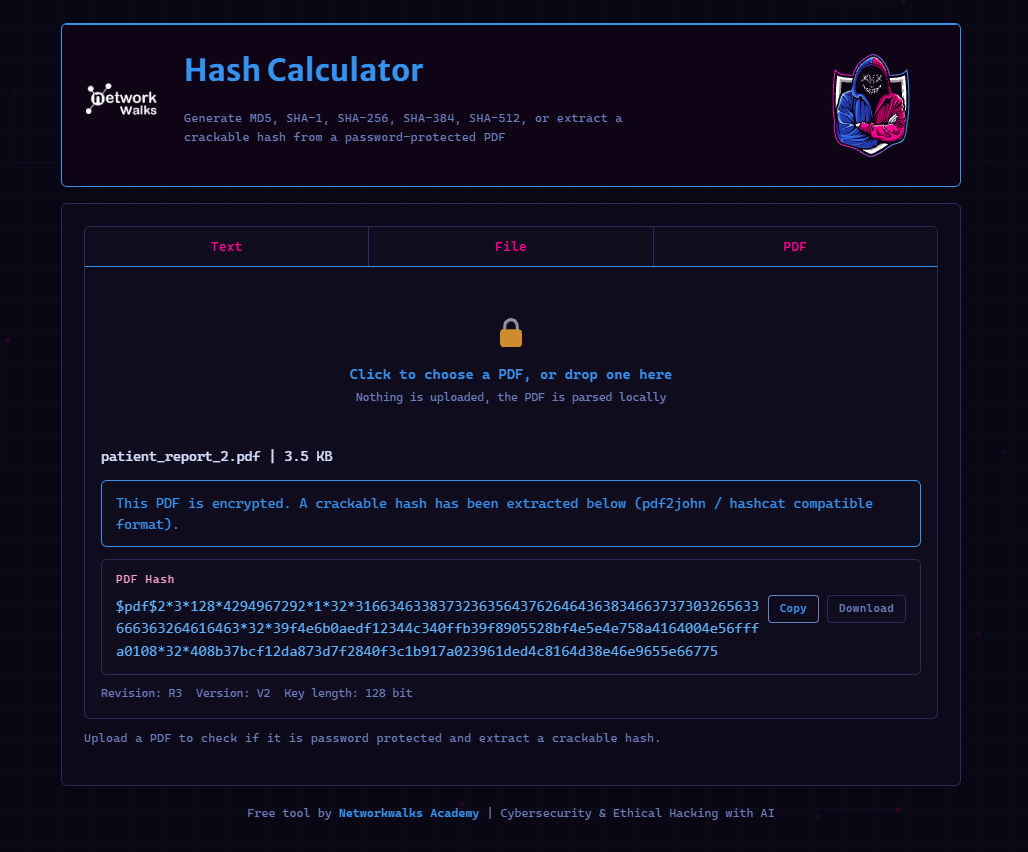 network
Walks
Hash Calculator
Generate MD5, SHA-1, SHA-256, SHA-384, SHA-512, or extract a
crackable hash from a password-protected PDF
Text
File
PDF
Click to choose a PDF, or drop one here
Nothing is uploaded, the PDF is parsed locally
patient_report_2.pdf | 3.5 KB
This PDF is encrypted. A crackable hash has been extracted below (pdf2john / hashcat compatible
format).
PDF Hash
$pdf$2*3*128*4294967292*1*32*3166346338373236356437626464363834663737303265633
666363264616463*32*39f4e6b0aedf12344c340ffb39f8905528bf4e5e4e758a4164004e56fff
a0108*32*408b37bcf12da873d7f2840f3c1b917a023961ded4c8164d38e46e9655e66775
Copy
Download
Revision: R3 Version: V2 Key length: 128 bit
Upload a PDF to check if it is password protected and extract a crackable hash.
Free tool by Networkwalks Academy | Cybersecurity & Ethical Hacking with AI